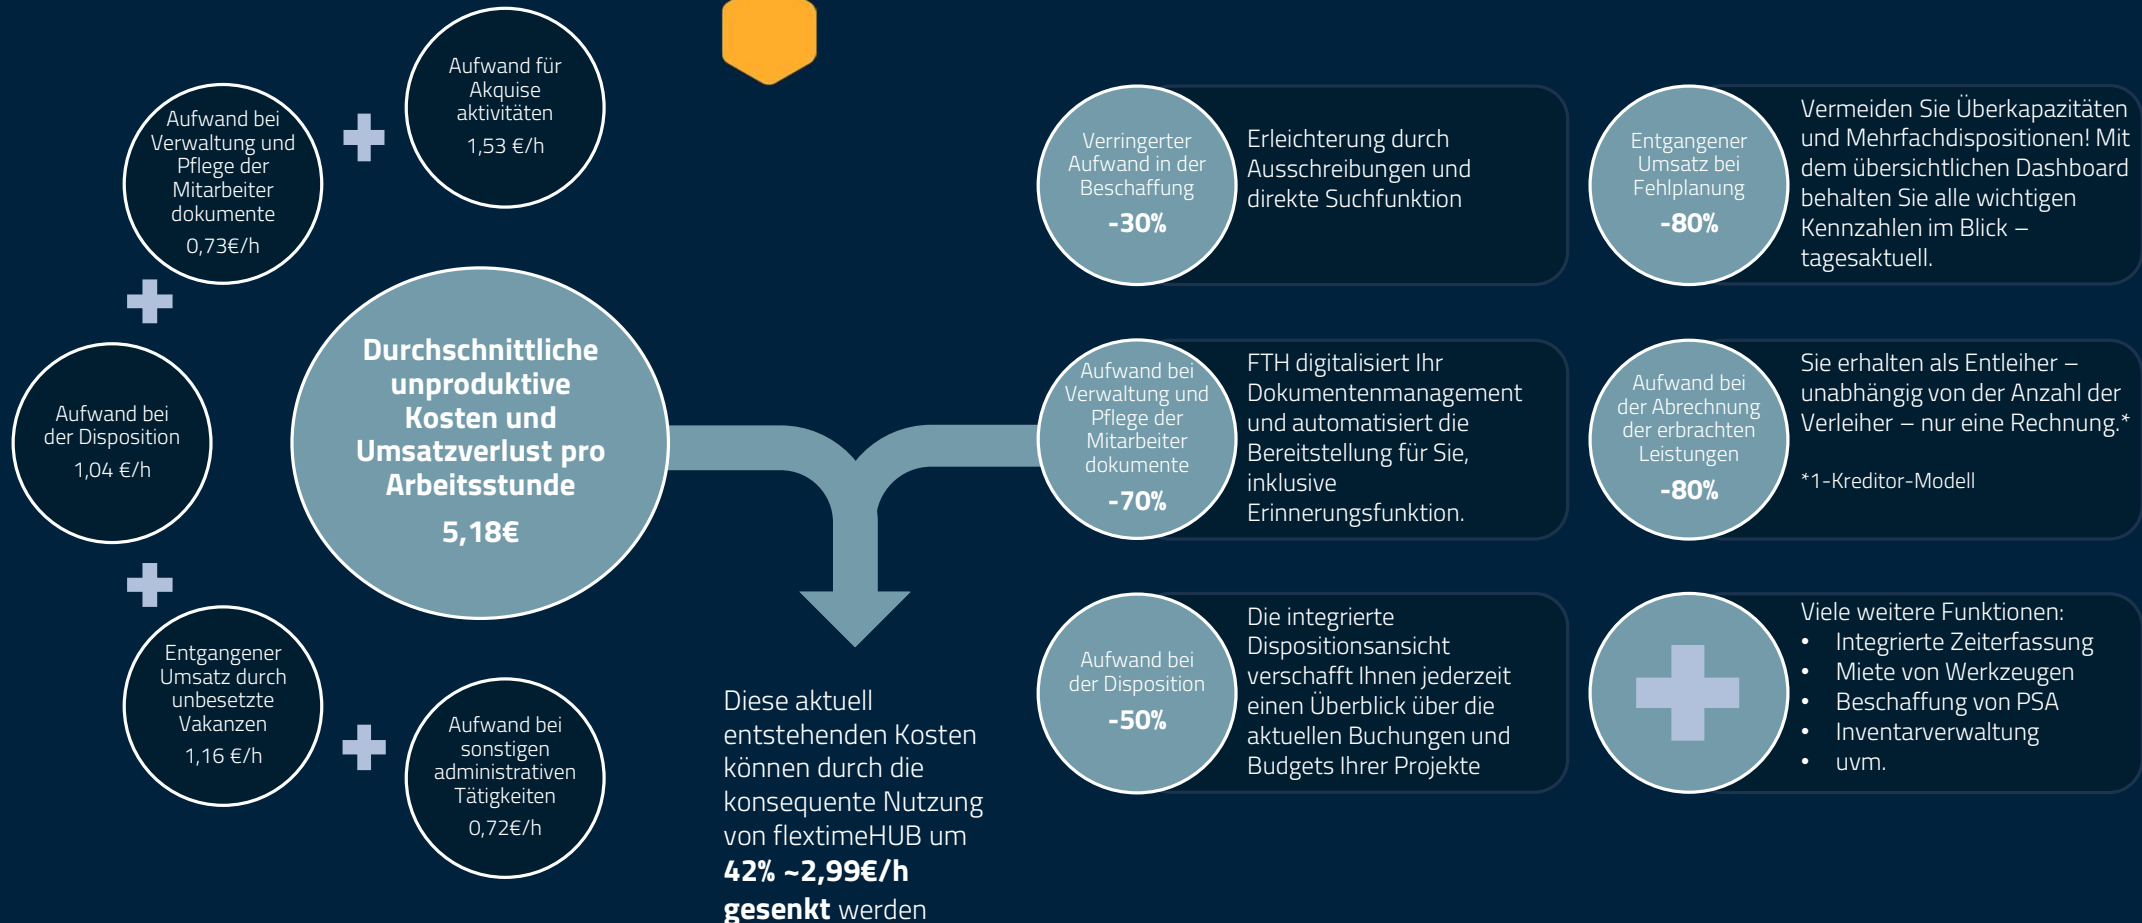 Aufwand für
Akquise
aktivitäten
1,53 €/h
Aufwand bei
Verwaltung und
Pflege der
Mitarbeiter
dokumente
0,73€/h
Aufwand bei
der Disposition
1,04 €/h
Entgangener
Umsatz durch
unbesetzte
Vakanzen
1,16 €/h
Aufwand bei
sonstigen
administrativen
Tätigkeiten
0,72€/h
Durchschnittliche
unproduktive
Kosten und
Umsatzverlust pro
Arbeitsstunde
5,18€
Diese aktuell
entstehenden Kosten
können durch die
konsequente Nutzung
von flextimeHUB um
42% ~2,99€/h
gesenkt werden
Verringerter
Aufwand in der
Beschaffung
-30%
Erleichterung durch
Ausschreibungen und
direkte Suchfunktion
Aufwand bei
Verwaltung und
Pflege der
Mitarbeiter
dokumente
-70%
FTH digitalisiert Ihr
Dokumentenmanagement
und automatisiert die
Bereitstellung für Sie,
inklusive
Erinnerungsfunktion.
Aufwand bei
der Disposition
-50%
Die integrierte
Dispositionsansicht
verschafft Ihnen jederzeit
einen Überblick über die
aktuellen Buchungen und
Budgets Ihrer Projekte
Entgangener
Umsatz bei
Fehlplanung
-80%
Vermeiden Sie Überkapazitäten
und Mehrfachdispositionen! Mit
dem übersichtlichen Dashboard
behalten Sie alle wichtigen
Kennzahlen im Blick –
tagesaktuell.
Aufwand bei
der Abrechnung
der erbrachten
Leistungen
-80%
Sie erhalten als Entleiher –
unabhängig von der Anzahl der
Verleiher – nur eine Rechnung.*
*1-Kreditor-Modell
Viele weitere Funktionen:
• Integrierte Zeiterfassung
• Miete von Werkzeugen
• Beschaffung von PSA
• Inventarverwaltung
• uvm.